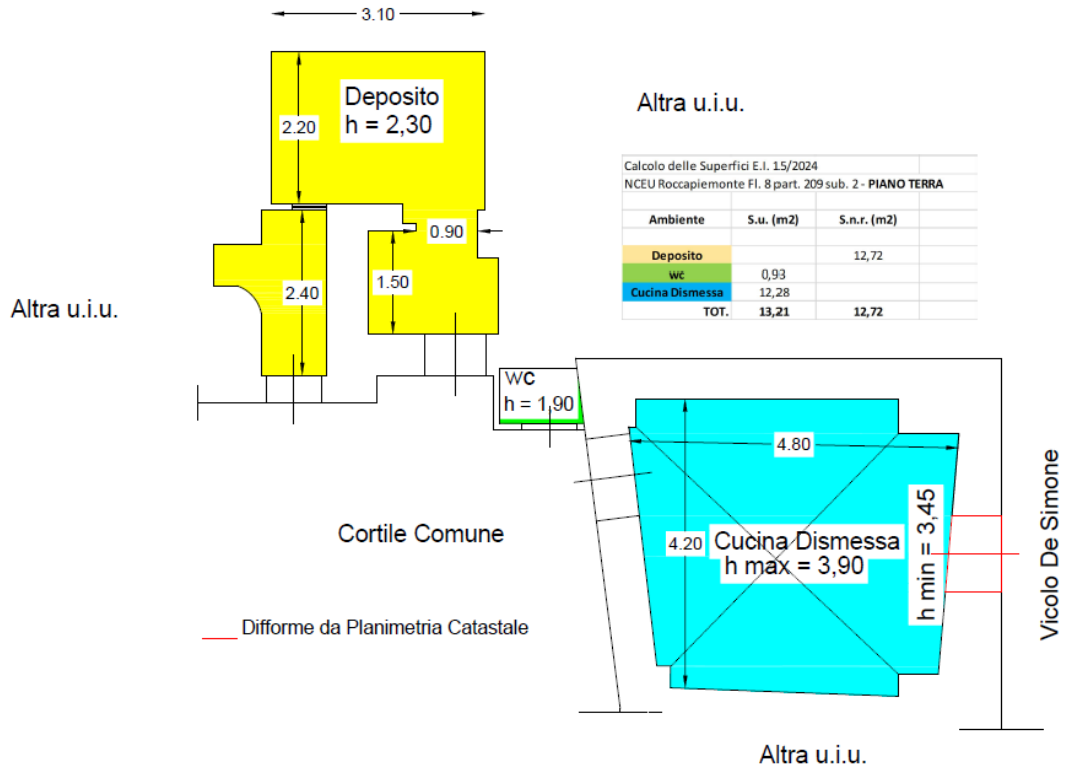 3.10
Deposito
h = 2,30
2.20
Altra u.i.u.
Calcolo delle Superfici E.I. 15/2024
NCEU Roccapiemonte Fl. 8 part. 209 sub. 2 - PIANO TERRA
Ambiente S.u. (m2) S.n.r. (m2)
Deposito 12,72
wc 0,93
Cucina Dismessa 12,28
TOT. 13,21 12,72
0.90
1.50
2.40
Altra u.i.u.
WC
h = 1,90
4.80
h min = 3,45
Vicolo De Simone
Cortile Comune
4.20
Cucina Dismessa
h max = 3,90
Difforme da Planimetria Catastale
Altra u.i.u.